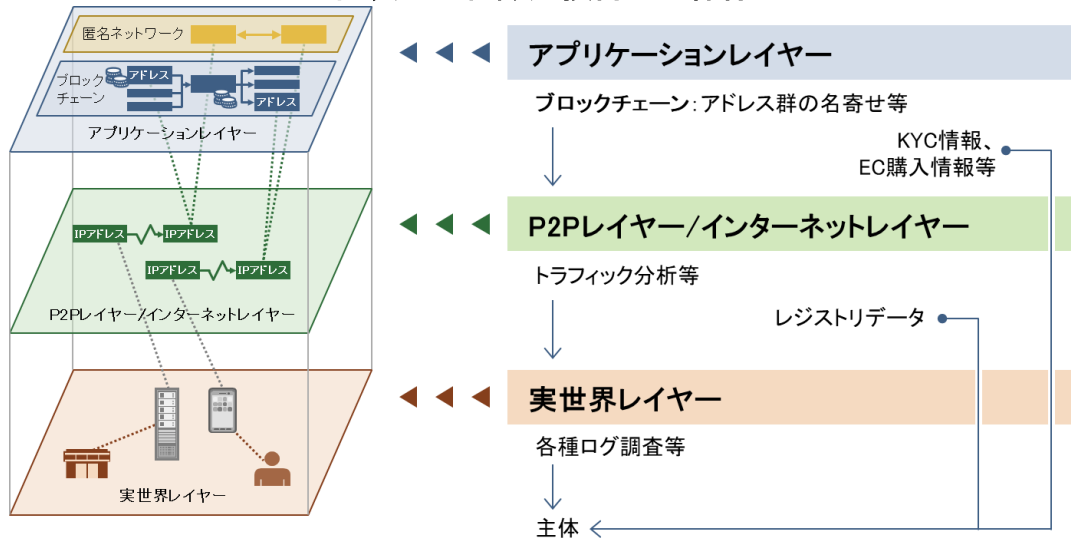 匿名ネットワーク
ブロック
チェーン
アドレス
アドレス
アプリケーションレイヤー
IPアドレス
IPアドレス
IPアドレス
IPアドレス
P2Pレイヤー/インターネットレイヤー
実世界レイヤー
アプリケーションレイヤー
ブロックチェーン：アドレス群の名寄せ等
KYC情報、
EC購入情報等
P2Pレイヤー/インターネットレイヤー
トラフィック分析等
レジストリデータ
実世界レイヤー
各種ログ調査等
主体